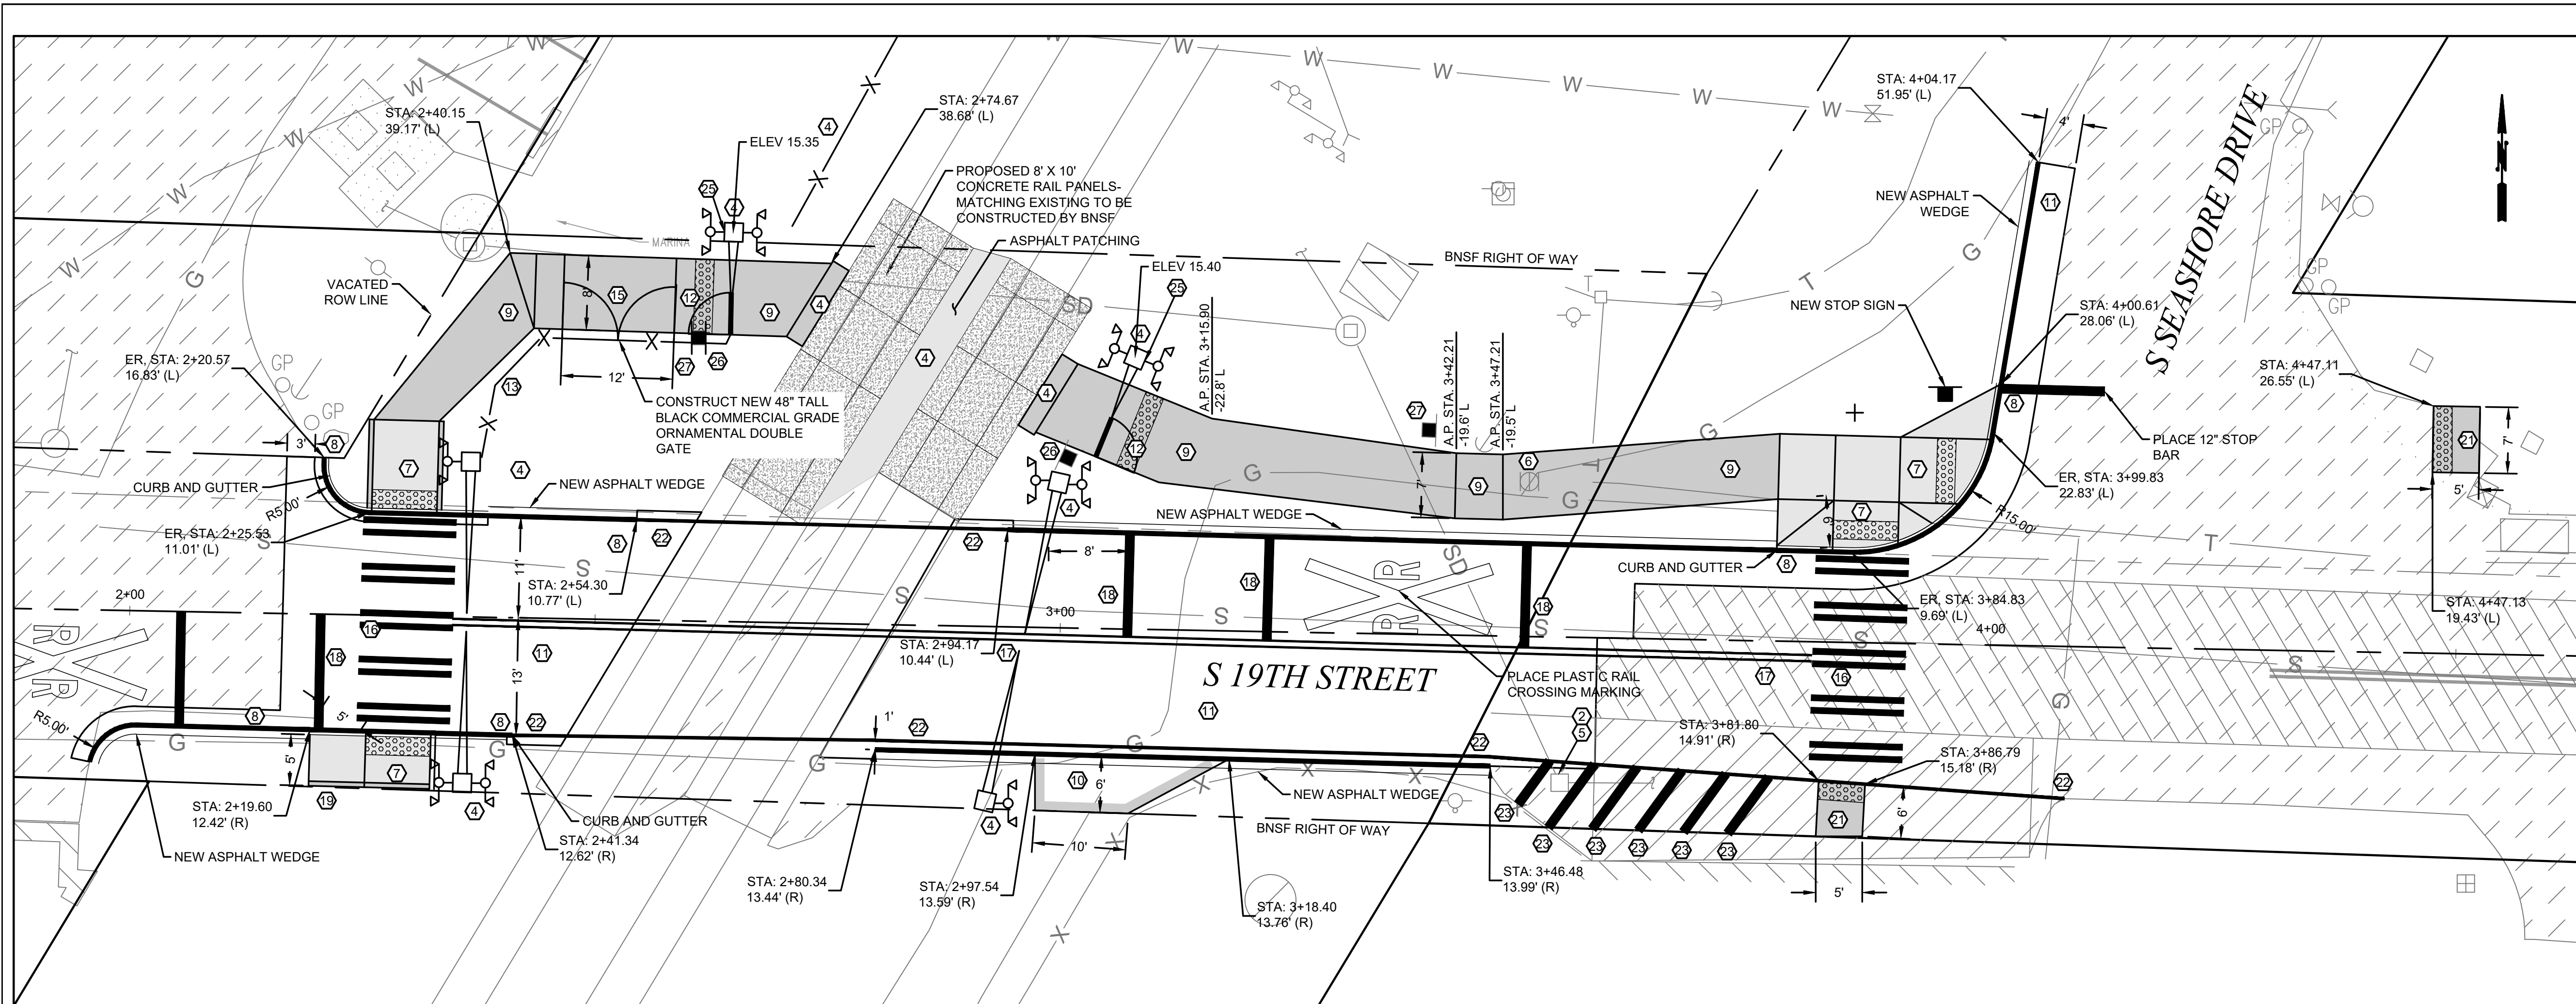 STA: 2+40.15
39.17' (L)
STA: 2+74.67
38.68' (L)
ELEV 15.35
PROPOSED 8' X 10'
CONCRETE RAIL PANELS-
MATCHING EXISTING TO BE
CONSTRUCTED BY BNSF
ASPHALT PATCHING
MARINA
BNSF RIGHT OF WAY
STA: 4+04.17
51.95' (L)
4'
NEW ASPHALT
WEDGE
S SEASHORE DRIVE
N
VACATED
ROW LINE
ELEV 15.40
NEW STOP SIGN
STA: 4+00.61
28.06' (L)
A.P. STA. 3+15.90
-22.8' L
A.P. STA. 3+42.21
-19.6' L
A.P. STA. 3+47.21
-19.5' L
ER, STA: 2+20.57
16.83' (L)
8'
12'
CONSTRUCT NEW 48" TALL
BLACK COMMERCIAL GRADE
ORNAMENTAL DOUBLE
GATE
STA: 4+47.11
26.55' (L)
PLACE 12" STOP
BAR
7'
5'
ER, STA: 3+99.83
22.83' (L)
3'
CURB AND GUTTER
R5.00'
NEW ASPHALT WEDGE
7'
NEW ASPHALT WEDGE
6'
R15.00'
ER, STA: 2+25.53
11.01' (L)
11'
STA: 2+54.30
10.77' (L)
8'
CURB AND GUTTER
2+00
3+00
4+00
ER, STA: 3+84.83
9.69' (L)
STA: 4+47.13
19.43' (L)
STA: 2+94.17
10.44' (L)
S 19TH STREET
PLACE PLASTIC RAIL
CROSSING MARKING
R R
R R
13'
R5.00'
5'
5'
1'
STA: 3+81.80
14.91' (R)
STA: 3+86.79
15.18' (R)
STA: 2+19.60
12.42' (R)
CURB AND GUTTER
STA: 2+41.34
12.62' (R)
NEW ASPHALT WEDGE
6'
10'
NEW ASPHALT WEDGE
BNSF RIGHT OF WAY
6'
5'
STA: 2+80.34
13.44' (R)
STA: 2+97.54
13.59' (R)
STA: 3+18.40
13.76' (R)
STA: 3+46.48
13.99' (R)